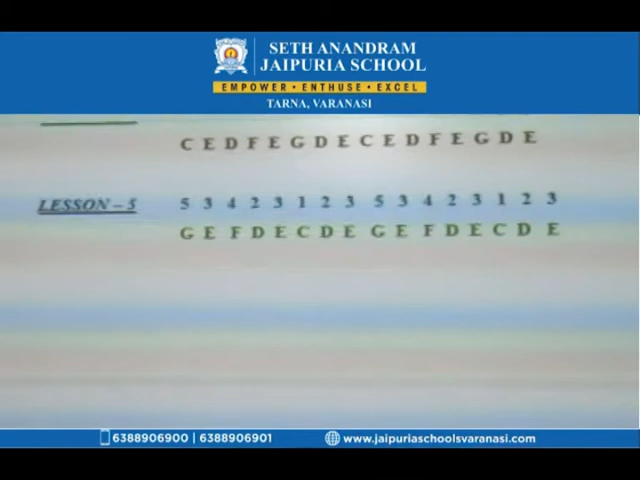 SETH ANANDRAM
JAIPURIA SCHOOL
EMPOWER • ENTHUSE • EXCEL
TARNA, VARANASI
C E D F E G D E C E D F E G D E
LESSON – 5 5 3 4 2 3 1 2 3 5 3 4 2 3 1 2 3
G E F D E C D E G E F D E C D E
6388906900 | 6388906901 www.jaipuriaschoolsvaranasi.com